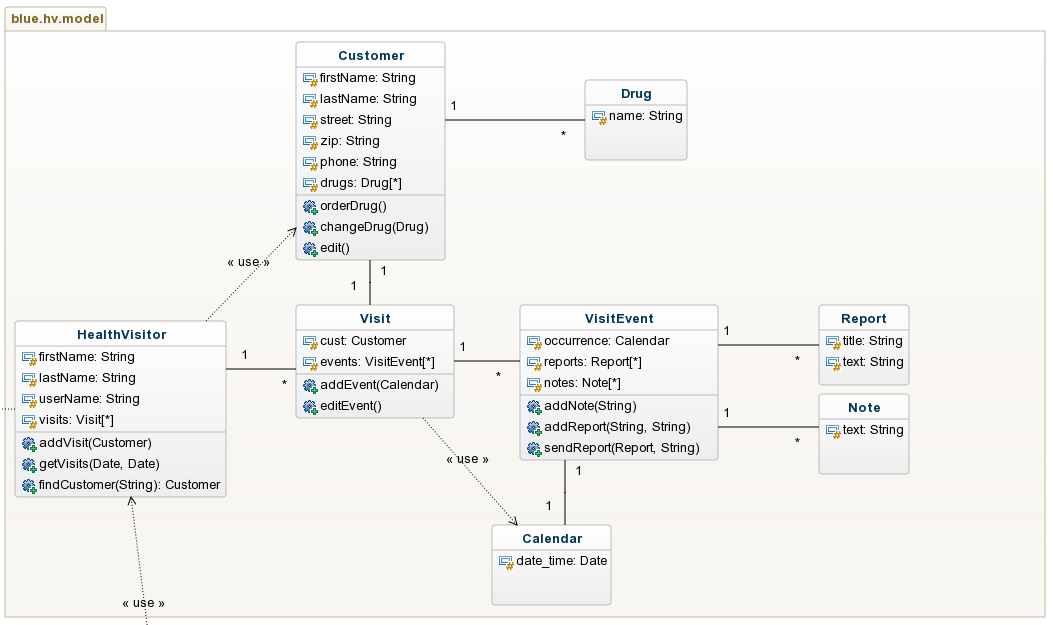 blue.hv.model
Customer
firstName: String
lastName: String
street: String
zip: String
phone: String
drugs: Drug[*]
orderDrug()
changeDrug(Drug)
edit()
1
*
Drug
name: String
« use »
1
1
HealthVisitor
firstName: String
lastName: String
userName: String
visits: Visit[*]
addVisit(Customer)
getVisits(Date, Date)
findCustomer(String): Customer
1
*
Visit
cust: Customer
events: VisitEvent[*]
addEvent(Calendar)
editEvent()
1
*
VisitEvent
occurrence: Calendar
reports: Report[*]
notes: Note[*]
addNote(String)
addReport(String, String)
sendReport(Report, String)
1
*
Report
title: String
text: String
1
*
Note
text: String
« use »
1
1
Calendar
date_time: Date
« use »